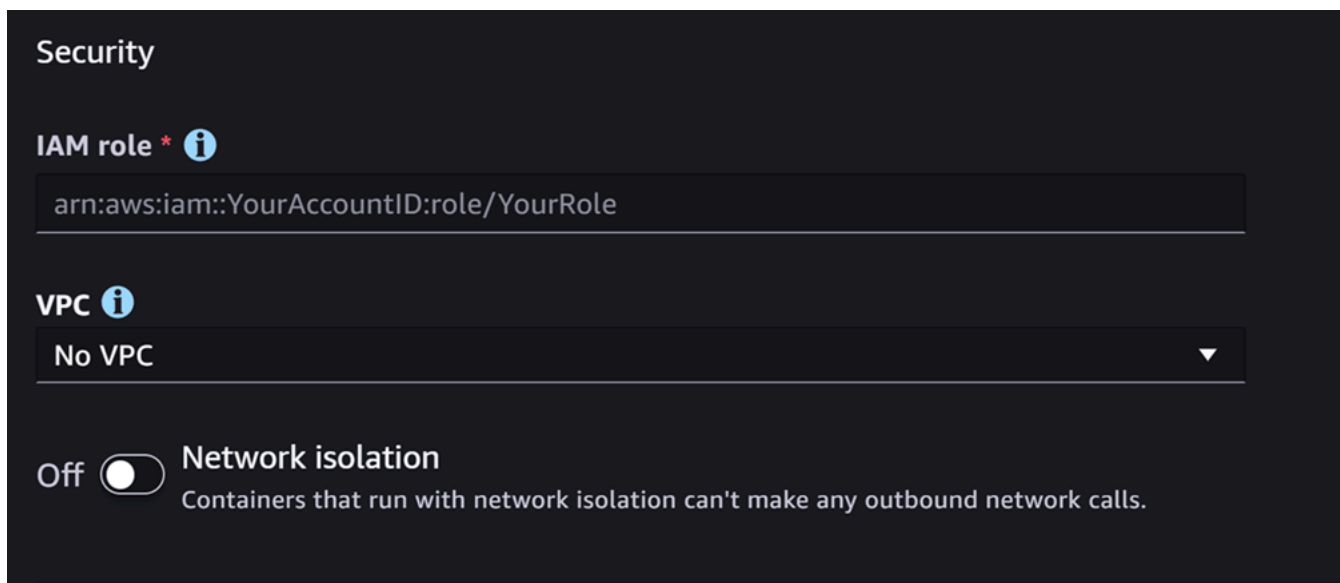 Security
IAM role *
arn:aws:iam::YourAccountID:role/YourRole
VPC
No VPC
Off
Network isolation
Containers that run with network isolation can't make any outbound network calls.